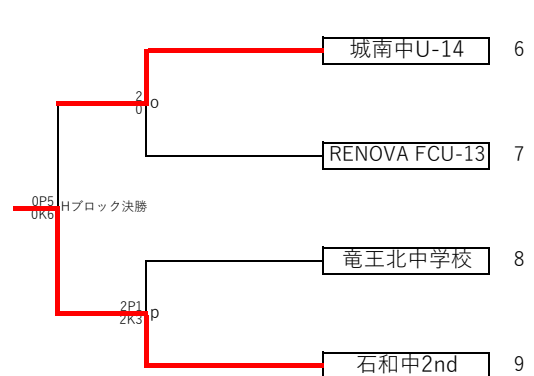 城南中U-14 6
2 o
0
RENOVA FCU-13 7
0P5 Hブロック決勝
0K6
竜王北中学校 8
2P1 p
2K3
石和中2nd 9